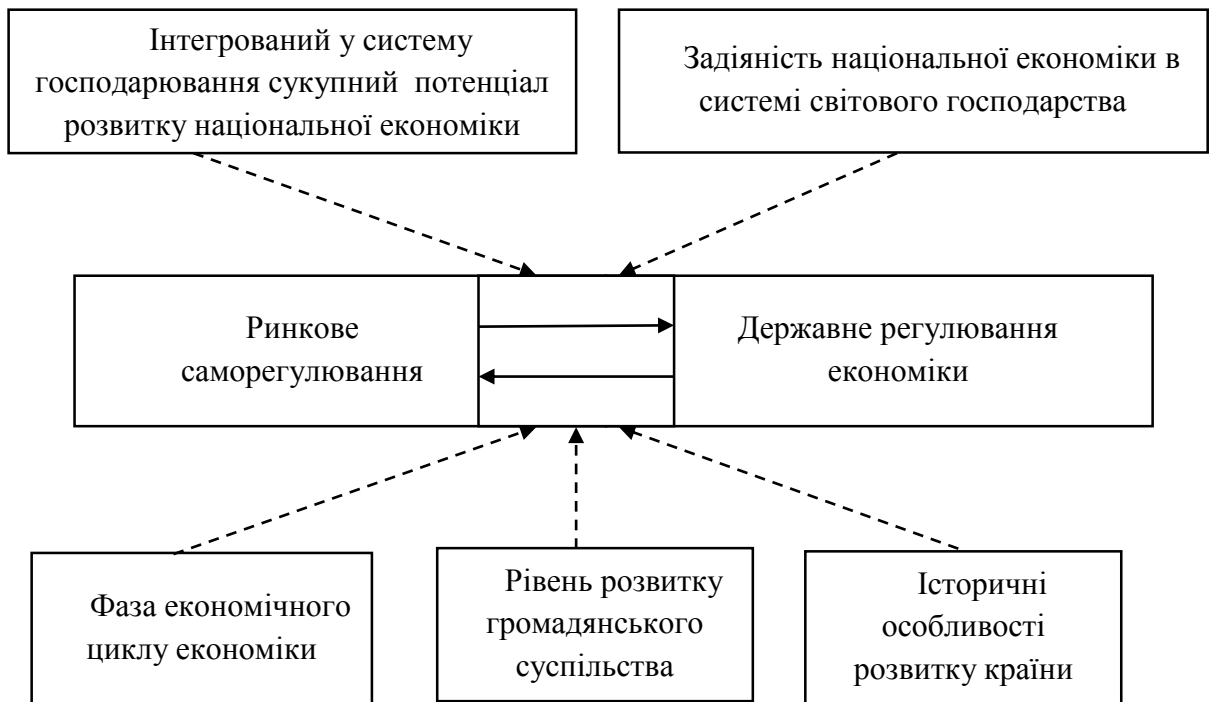 Інтегрований у систему
господарювання сукупний потенціал
розвитку національної економіки
Задіяність національної економіки в
системі світового господарства
Ринкове
саморегулювання
Державне регулювання
економіки
Фаза економічного
циклу економіки
Рівень розвитку
громадянського
суспільства
Історичні
особливості
розвитку країни